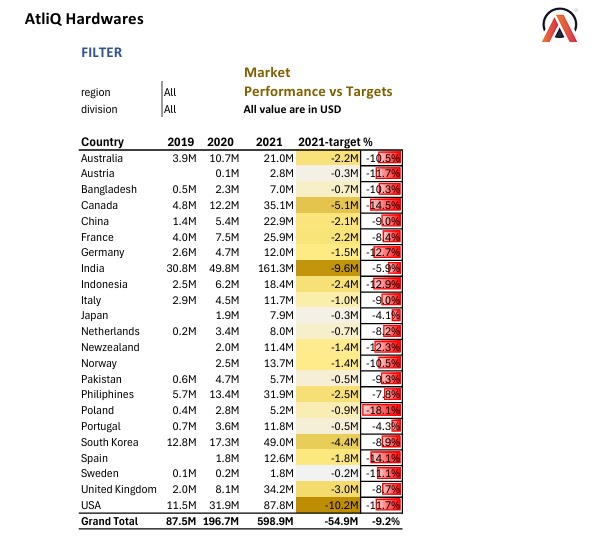 AtliQ Hardwares
FILTER
Market
region All Performance vs Targets
division All All value are in USD
Country 2019 2020 2021 2021-target %
Australia 3.9M 10.7M 21.0M -2.2M -10.5%
Austria 0.1M 2.8M -0.3M -11.7%
Bangladesh 0.5M 2.3M 7.0M -0.7M -10.3%
Canada 4.8M 12.2M 35.1M -5.1M -14.5%
China 1.4M 5.4M 22.9M -2.1M -9.0%
France 4.0M 7.5M 25.9M -2.2M -8.4%
Germany 2.6M 4.7M 12.0M -1.5M -12.7%
India 30.8M 49.8M 161.3M -9.6M -5.9%
Indonesia 2.5M 6.2M 18.4M -2.4M -12.9%
Italy 2.9M 4.5M 11.7M -1.0M -9.0%
Japan 1.9M 7.9M -0.3M -4.1%
Netherlands 0.2M 3.4M 8.0M -0.7M -8.2%
Newzealand 2.0M 11.4M -1.4M -12.3%
Norway 2.5M 13.7M -1.4M -10.5%
Pakistan 0.6M 4.7M 5.7M -0.5M -9.3%
Philiphines 5.7M 13.4M 31.9M -2.5M -7.8%
Poland 0.4M 2.8M 5.2M -0.9M -18.1%
Portugal 0.7M 3.6M 11.8M -0.5M -4.3%
South Korea 12.8M 17.3M 49.0M -4.4M -8.9%
Spain 1.8M 12.6M -1.8M -14.1%
Sweden 0.1M 0.2M 1.8M -0.2M -11.1%
United Kingdom 2.0M 8.1M 34.2M -3.0M -8.7%
USA 11.5M 31.9M 87.8M -10.2M -11.7%
Grand Total 87.5M 196.7M 598.9M -54.9M -9.2%